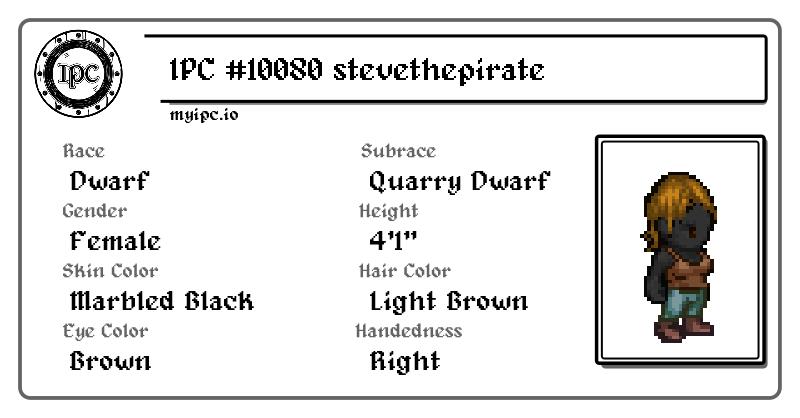 IPC
IPC #10080 stevethepirate
myipc.io
Race
Dwarf
Subrace
Quarry Dwarf
Gender
Female
Height
4'1"
Skin Color
Marbled Black
Hair Color
Light Brown
Eye Color
Brown
Handedness
Right